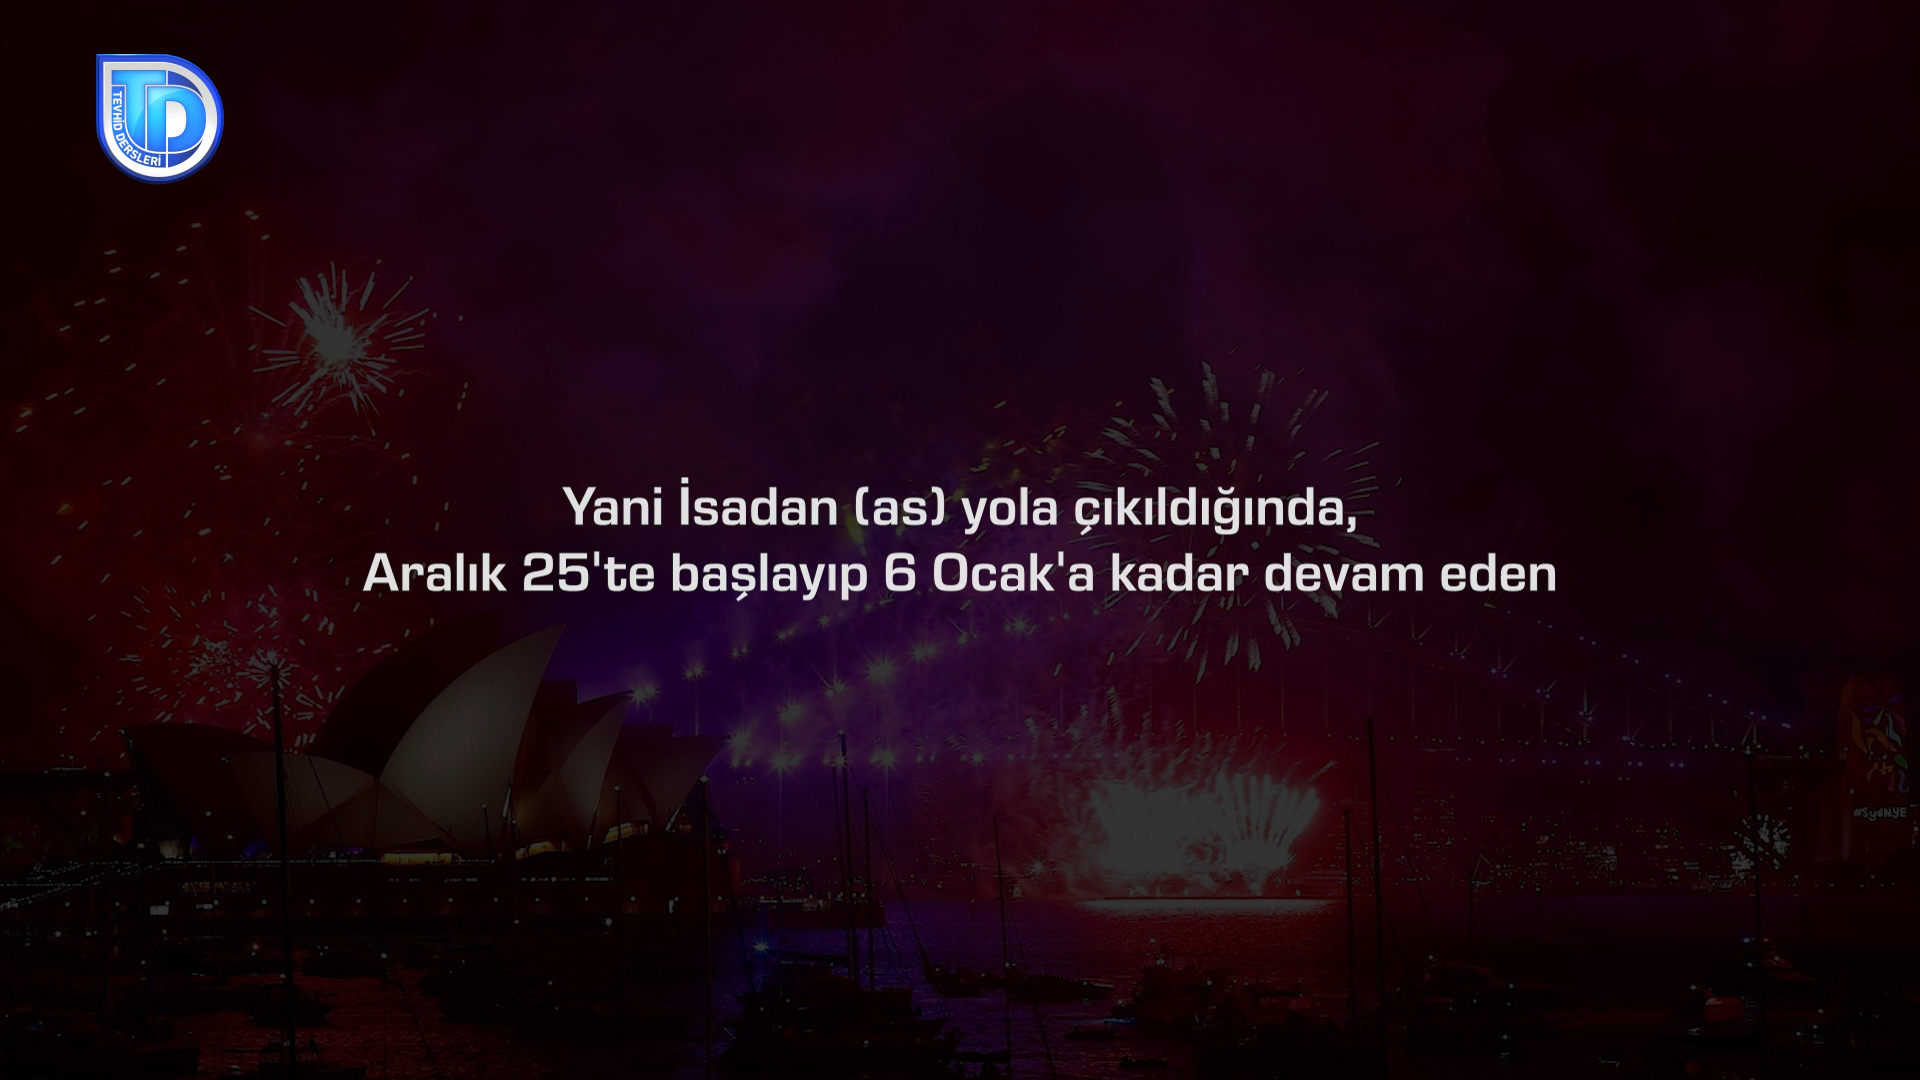 TD
TEVHİD DERSLERİ
Yani İsadan (as) yola çıkıldığında,
Aralık 25'te başlayıp 6 Ocak'a kadar devam eden
#SydNYE